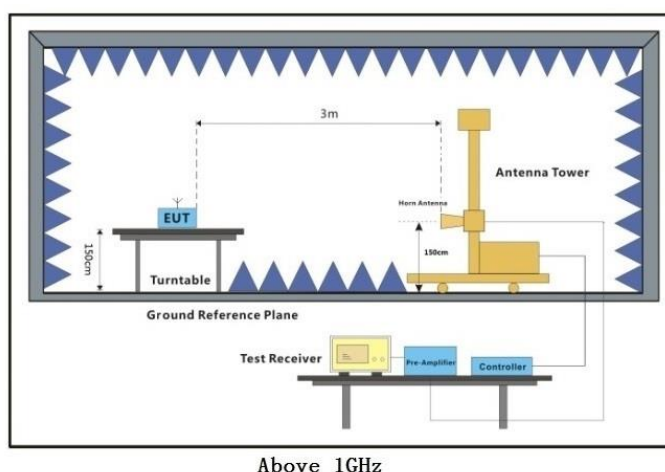 3m
Antenna Tower
Horn Antenna
EUT
150cm
150cm
Turntable
Ground Reference Plane
Test Receiver
Pre-Amplifier
Controller
Above 1GHz